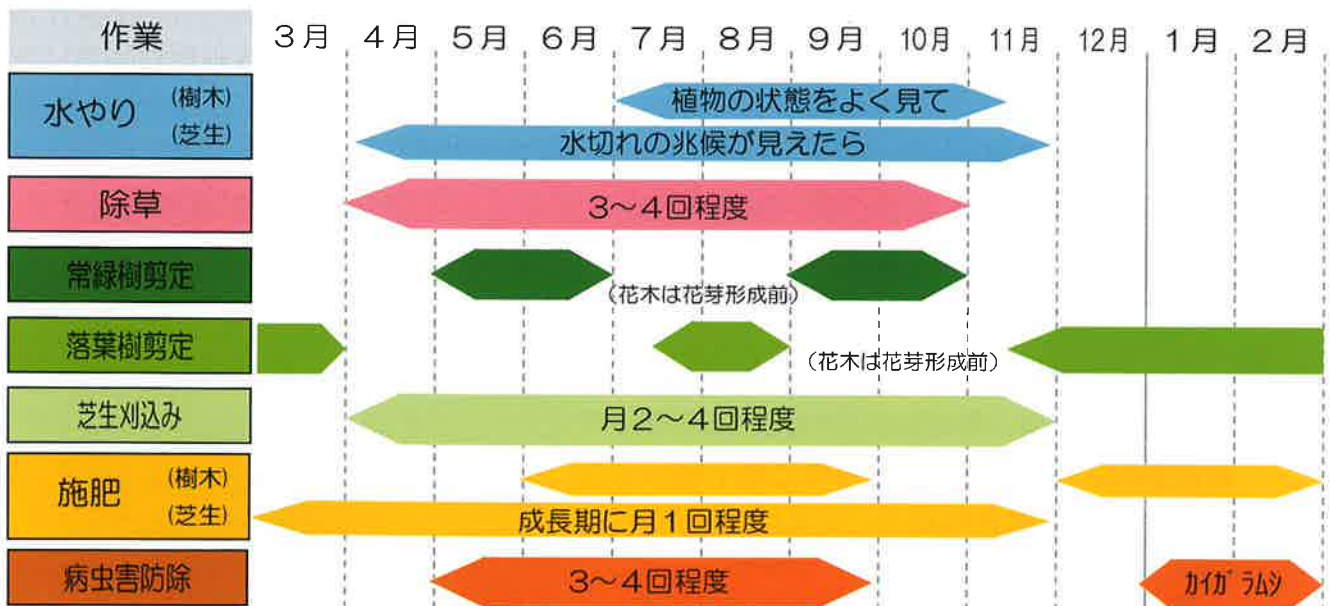 作業 3月 4月 5月 6月 7月 8月 9月 10月 11月 12月 1月 2月
水やり (樹木) 植物の状態をよく見て
(芝生) 水切れの兆候が見えたら
除草 3～4回程度
常緑樹剪定 (花木は花芽形成前)
落葉樹剪定 (花木は花芽形成前)
芝生刈込み 月2～4回程度
施肥 (樹木)
(芝生) 成長期に月1回程度
病虫害防除 3～4回程度 ｶｲｶﾞﾗﾑｼ